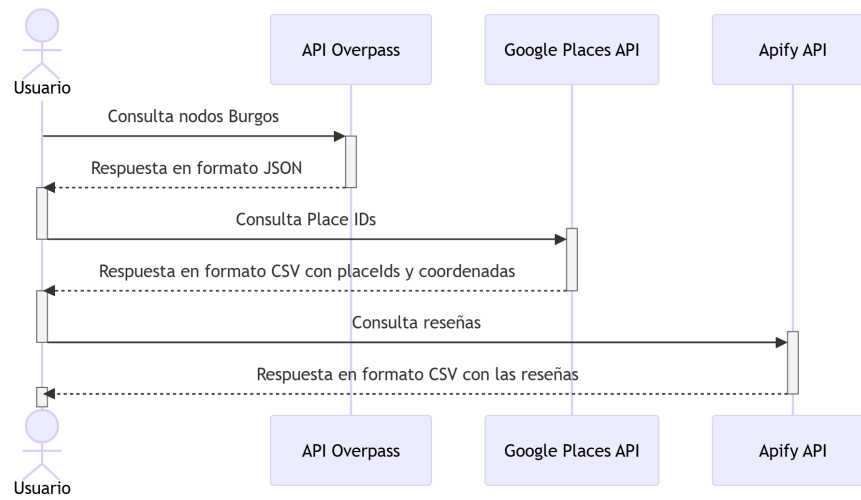 Usuario
API Overpass
Google Places API
Apify API
Consulta nodos Burgos
Respuesta en formato JSON
Consulta Place IDs
Respuesta en formato CSV con placeIds y coordenadas
Consulta reseñas
Respuesta en formato CSV con las reseñas
Usuario
API Overpass
Google Places API
Apify API